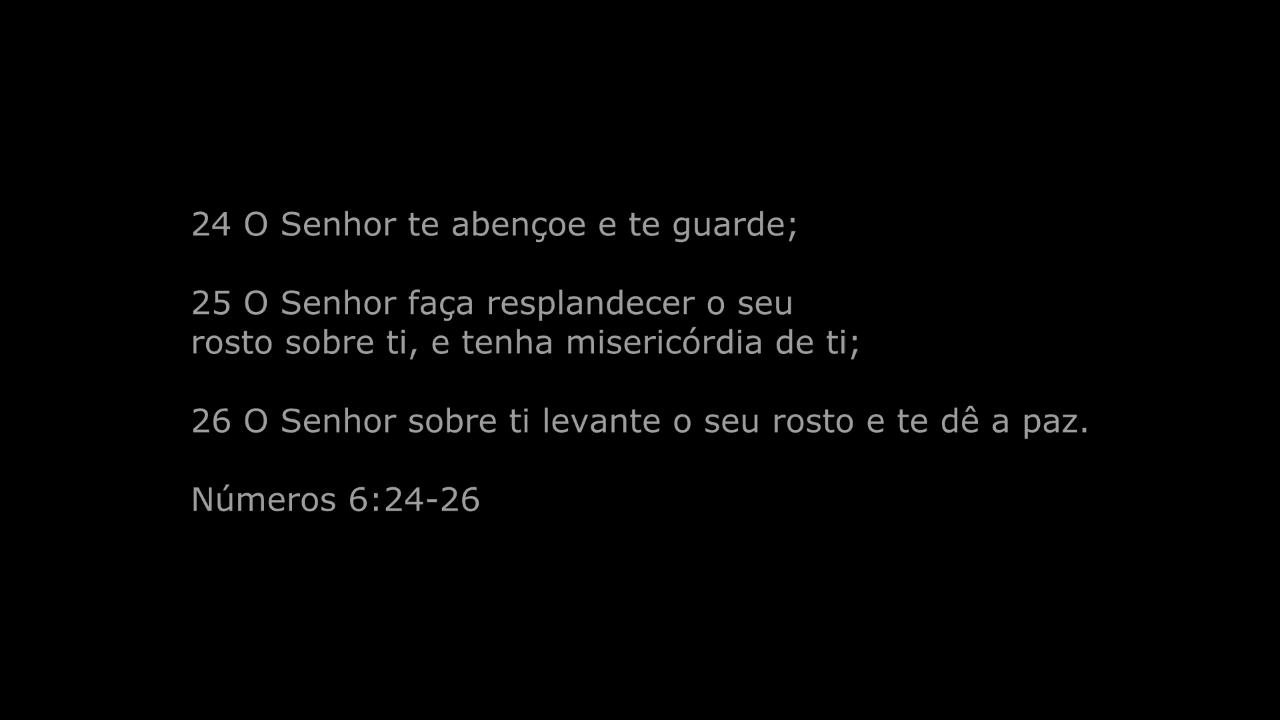 24 O Senhor te abençoe e te guarde;
25 O Senhor faça resplandecer o seu
rosto sobre ti, e tenha misericórdia de ti;
26 O Senhor sobre ti levante o seu rosto e te dê a paz.
Números 6:24-26